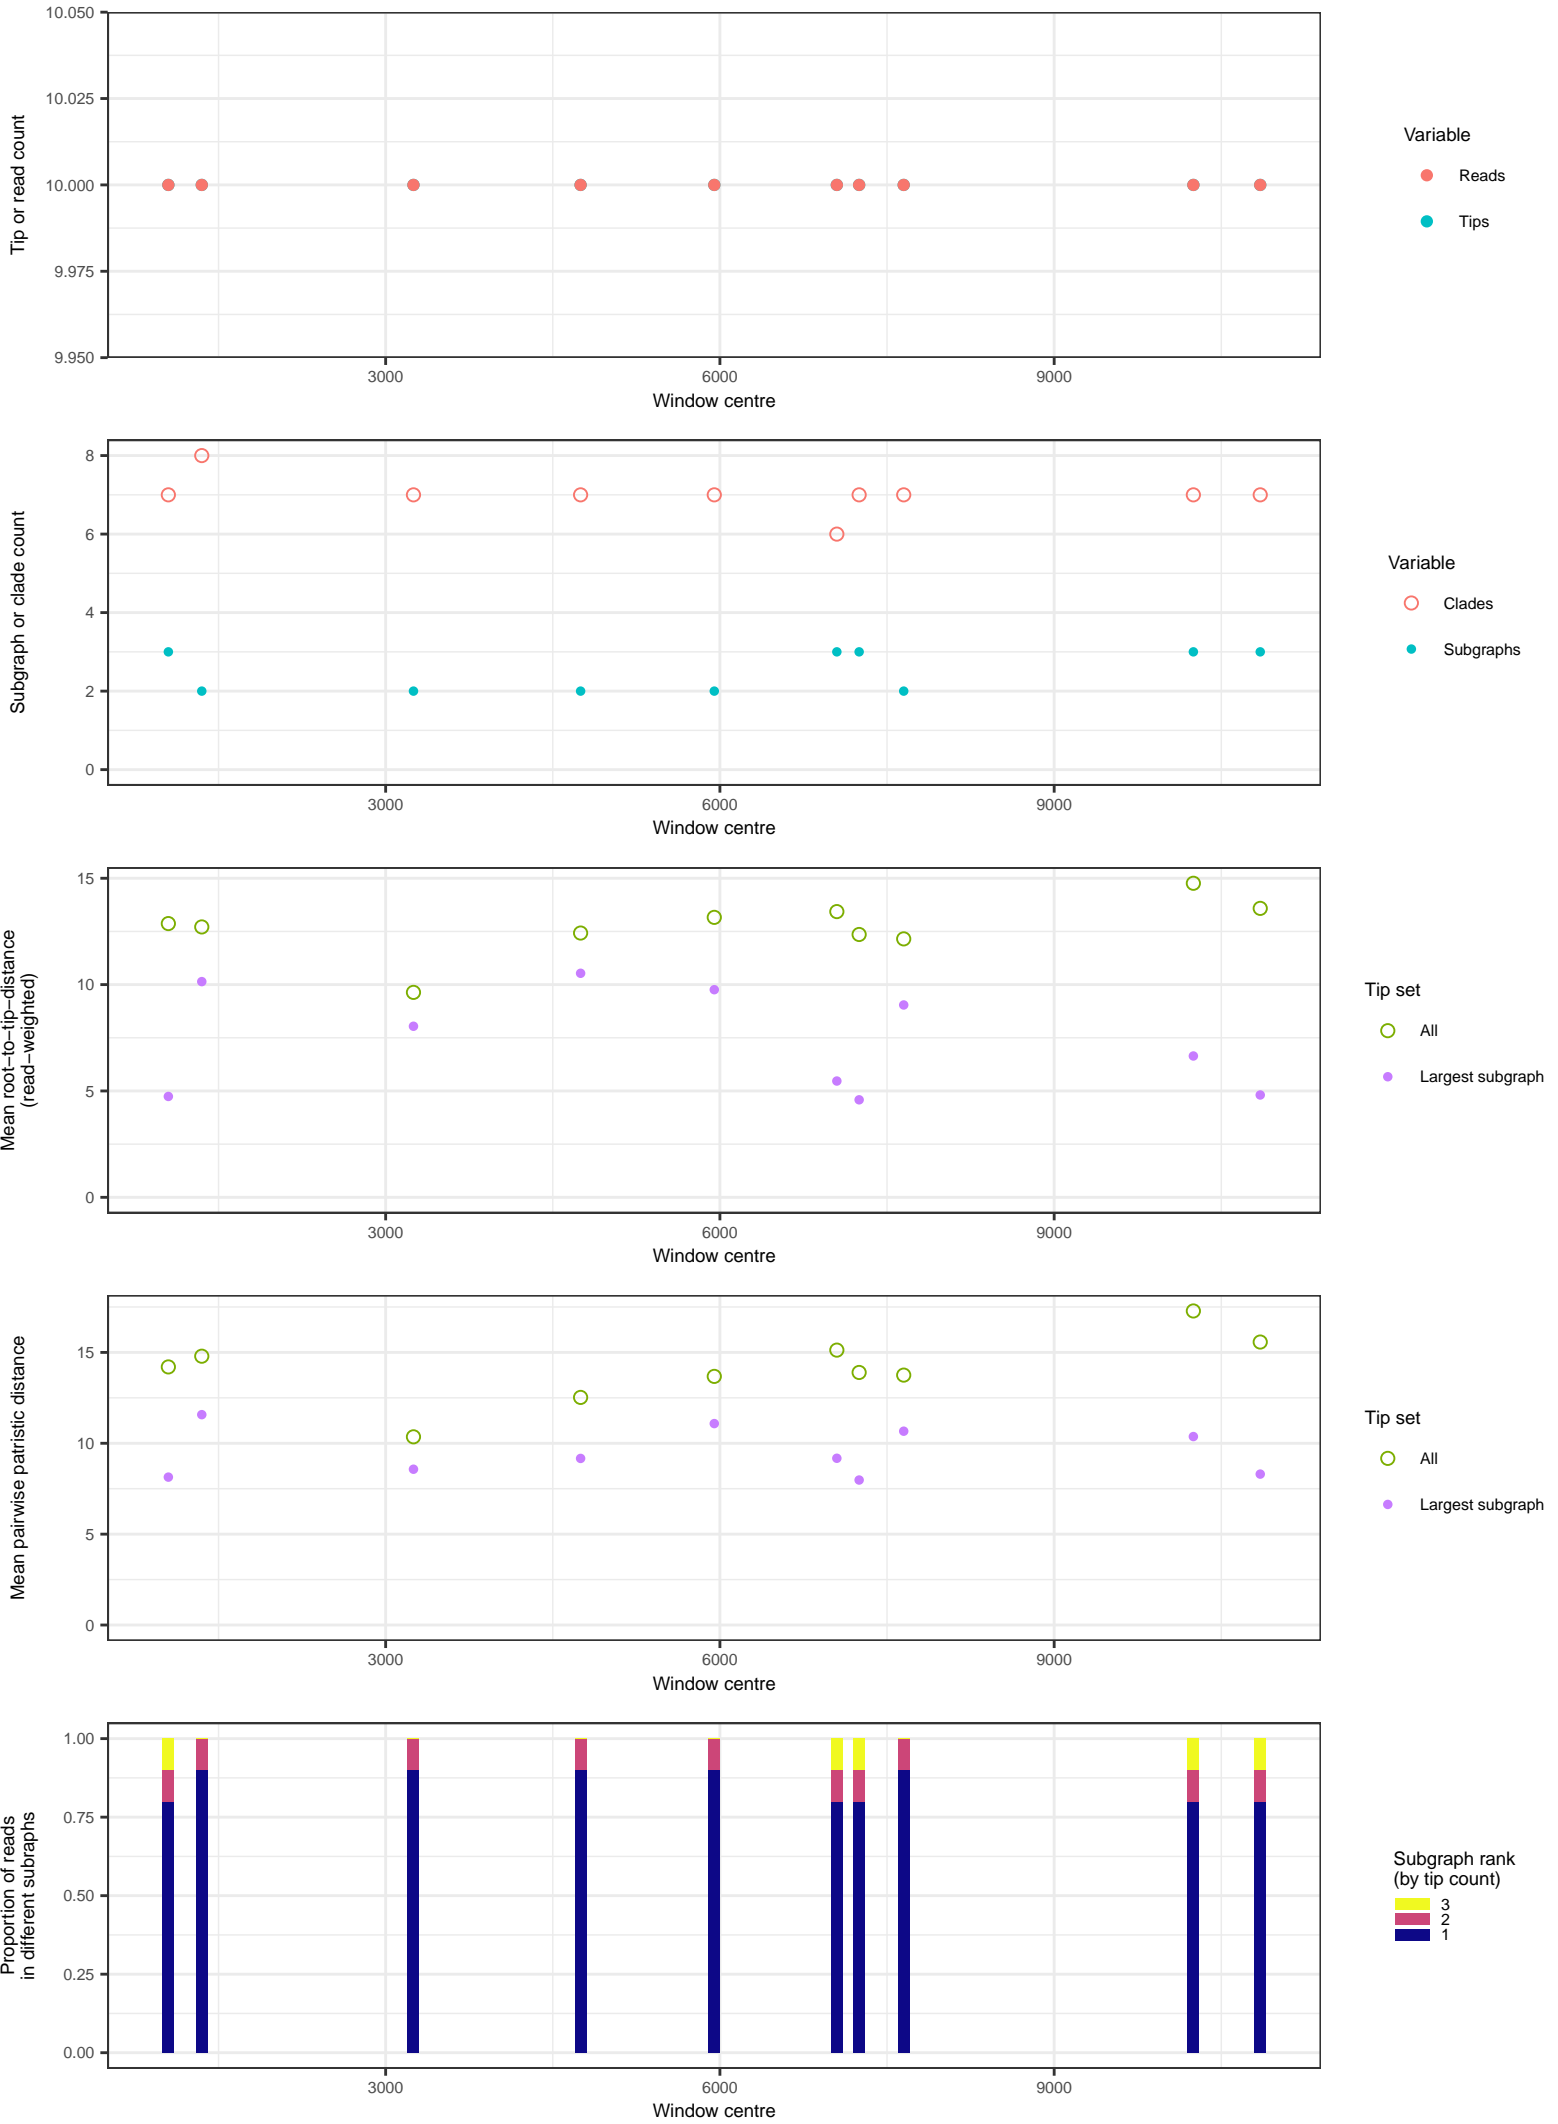 10.050
10.025
10.000
9.975
9.950
Tip or read count
3000
6000
9000
Window centre
Variable
Reads
Tips
8
6
4
2
0
Subgraph or clade count
3000
6000
9000
Window centre
Variable
Clades
Subgraphs
15
10
5
0
Mean root−to−tip−distance
(read−weighted)
3000
6000
9000
Window centre
Tip set
All
Largest subgraph
15
10
5
0
Mean pairwise patristic distance
3000
6000
9000
Window centre
Tip set
All
Largest subgraph
1.00
0.75
0.50
0.25
0.00
Proportion of reads
in different subraphs
3000
6000
9000
Window centre
Subgraph rank
(by tip count)
3
2
1